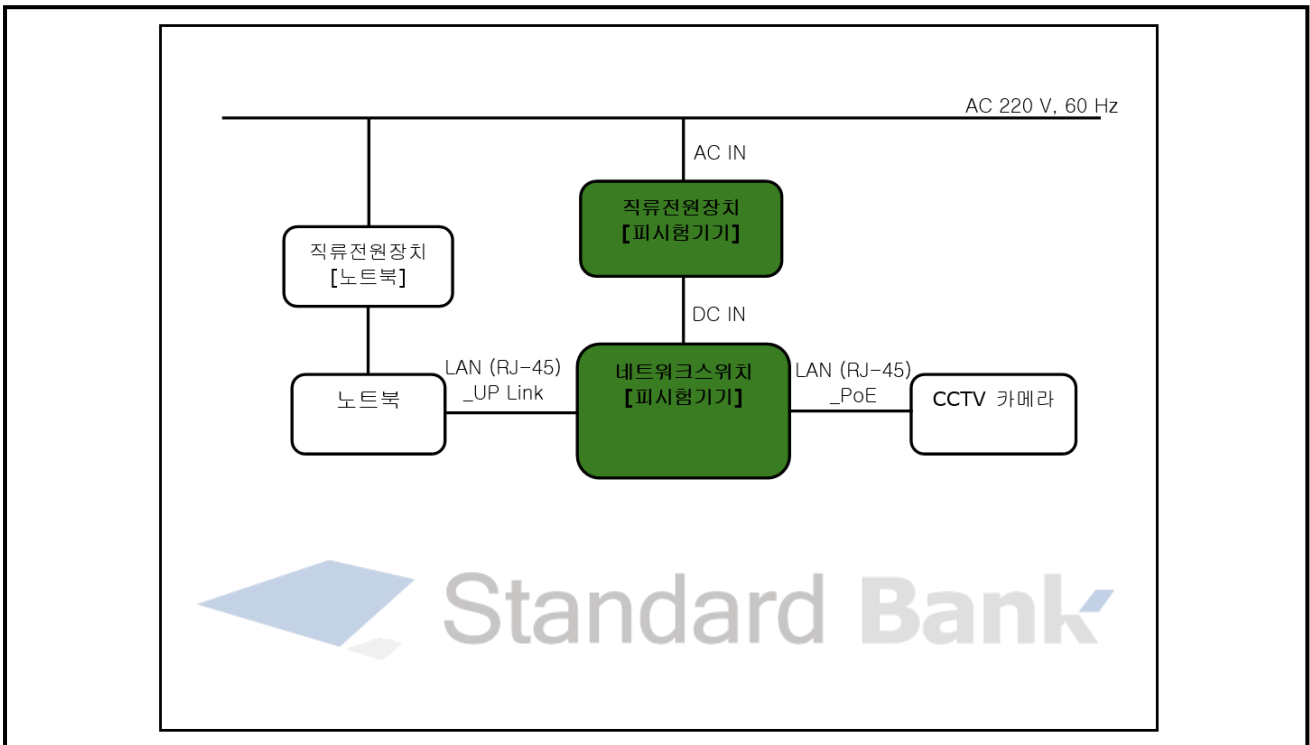 AC 220 V, 60 Hz
AC IN
직류전원장치
[피시험기기]
직류전원장치
[노트북]
DC IN
LAN (RJ-45)
_UP Link
네트워크스위치
[피시험기기]
LAN (RJ-45)
_PoE
노트북
CCTV 카메라
Standard Bank